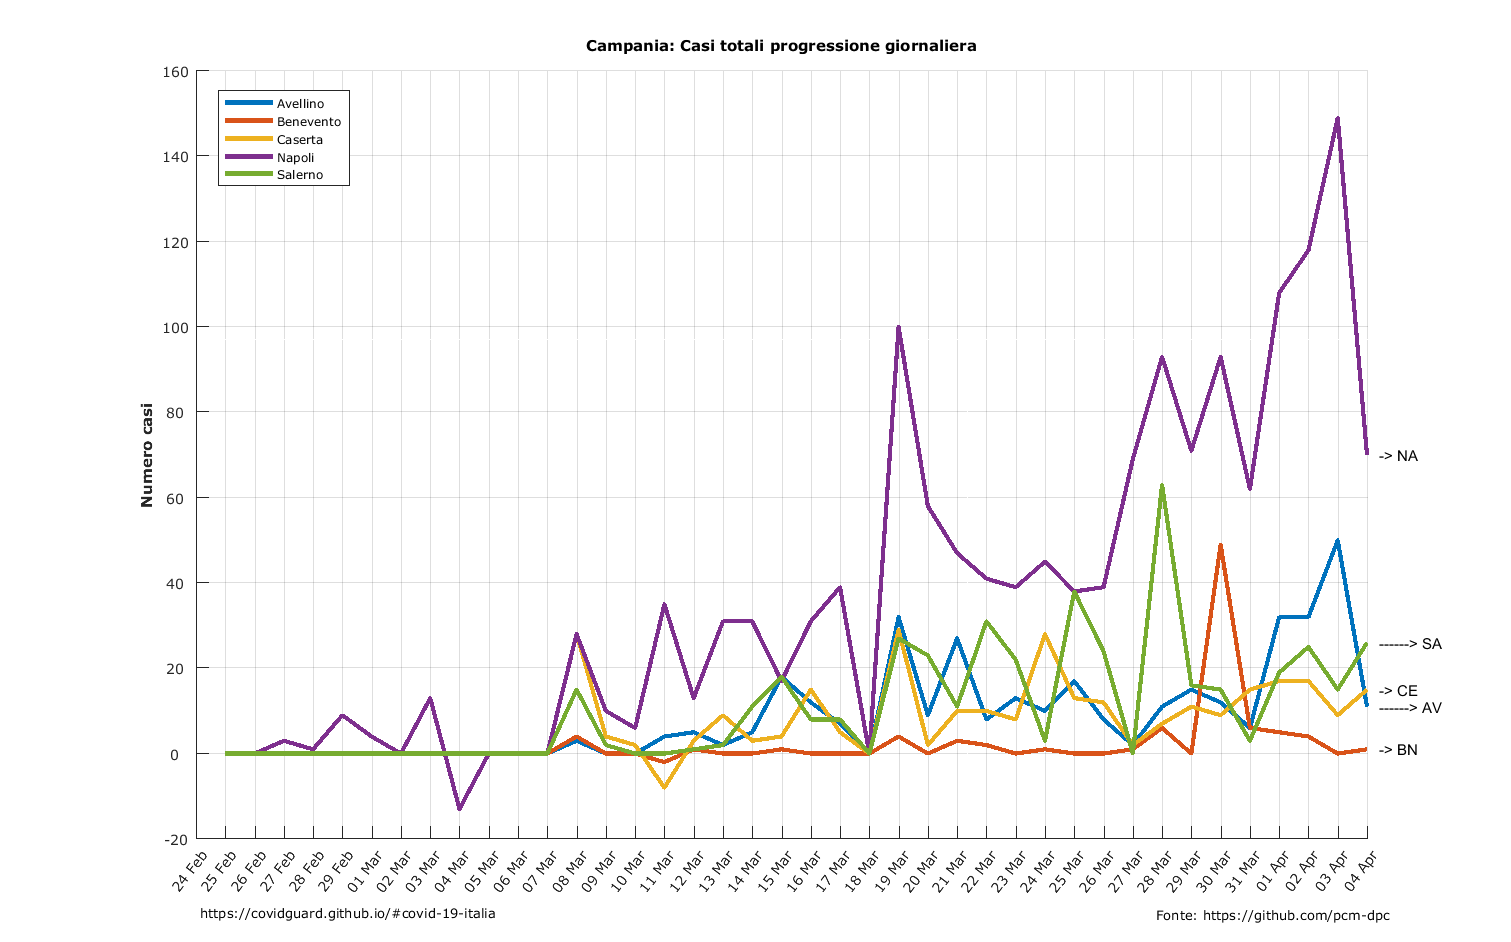 Campania: Casi totali progressione giornaliera
160
140
120
100
80
60
40
20
0
-20
Numero casi
Avellino
Benevento
Caserta
Napoli
Salerno
-> NA
------> SA
-> CE
------> AV
-> BN
24 Feb
25 Feb
26 Feb
27 Feb
28 Feb
29 Feb
01 Mar
02 Mar
03 Mar
04 Mar
05 Mar
06 Mar
07 Mar
08 Mar
09 Mar
10 Mar
11 Mar
12 Mar
13 Mar
14 Mar
15 Mar
16 Mar
17 Mar
18 Mar
19 Mar
20 Mar
21 Mar
22 Mar
23 Mar
24 Mar
25 Mar
26 Mar
27 Mar
28 Mar
29 Mar
30 Mar
31 Mar
01 Apr
02 Apr
03 Apr
04 Apr
https://covidguard.github.io/#covid-19-italia
Fonte: https://github.com/pcm-dpc